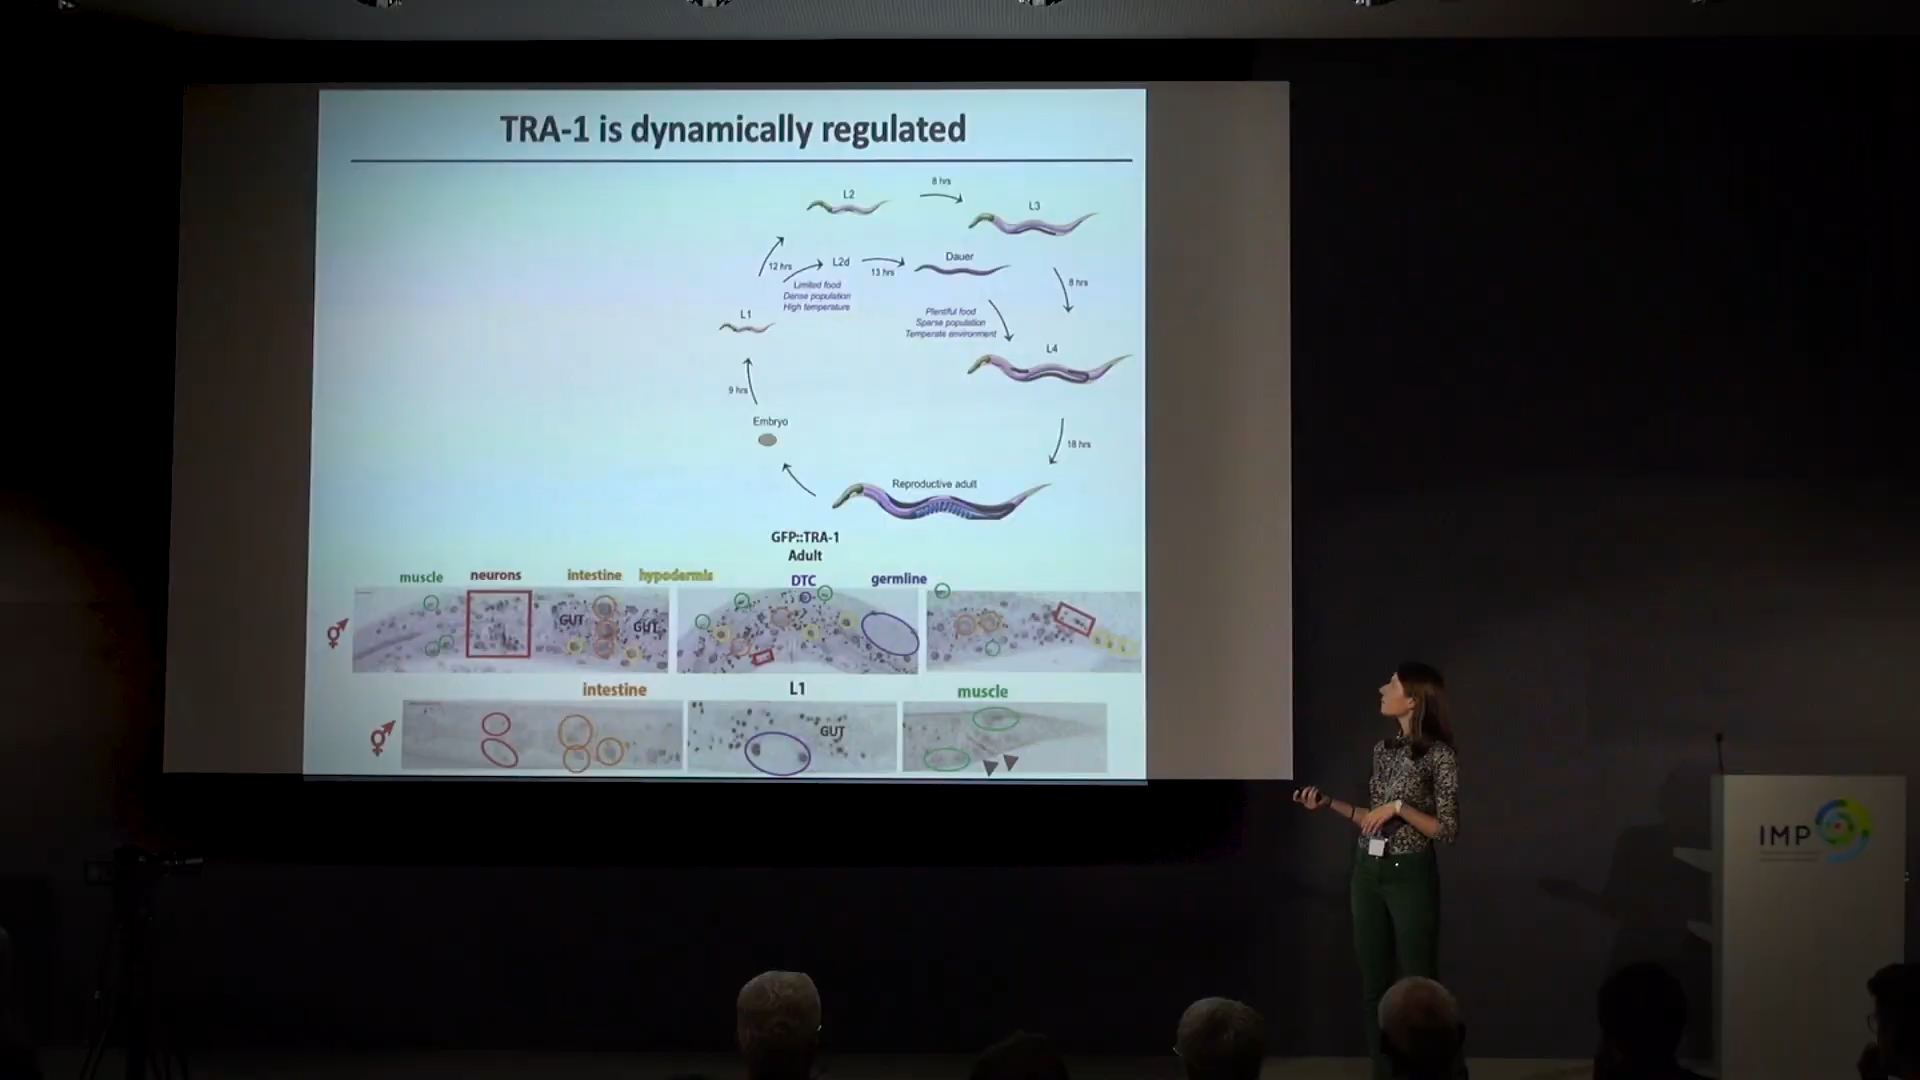 TRA-1 is dynamically regulated
L2
8 hrs
L3
12 hrs
L2d
13 hrs
Dauer
8 hrs
Limited food
Dense population
High temperature
L1
Plentiful food
Sparse population
Temperate environment
L4
9 hrs
Embryo
18 hrs
Reproductive adult
GFP::TRA-1
Adult
muscle
neurons
intestine
hypodermis
DTC
germline
GUT
GUT
intestine
L1
muscle
GUT
IMP